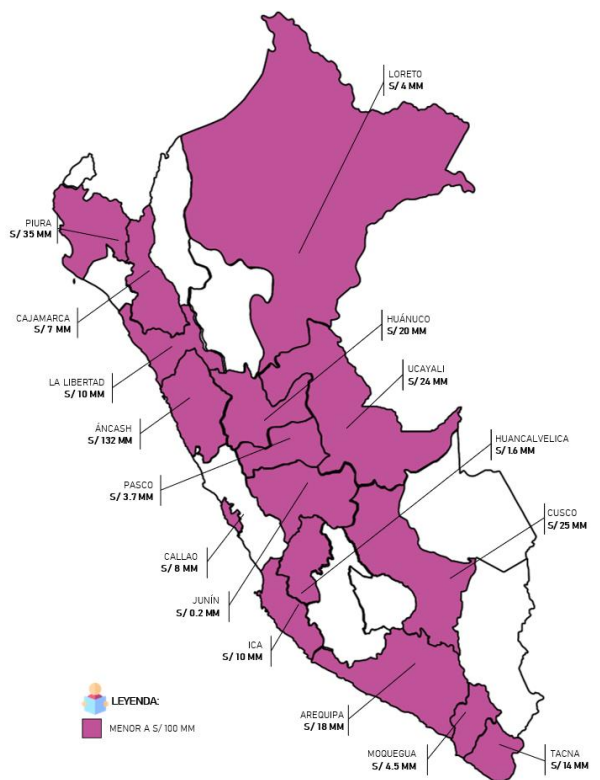 LORETO
S/ 4 MM
PIURA
S/ 35 MM
CAJAMARCA
S/ 7 MM
HUÁNUCO
S/ 20 MM
UCAYALI
S/ 24 MM
LA LIBERTAD
S/ 10 MM
ÁNCASH
S/ 132 MM
HUANCALVELICA
S/ 1.6 MM
PASCO
S/ 3.7 MM
CUSCO
S/ 25 MM
CALLAO
S/ 8 MM
JUNÍN
S/ 0.2 MM
ICA
S/ 10 MM
LEYENDA:
MENOR A S/ 100 MM
AREQUIPA
S/ 18 MM
MOQUEGUA
S/ 4.5 MM
TACNA
S/ 14 MM